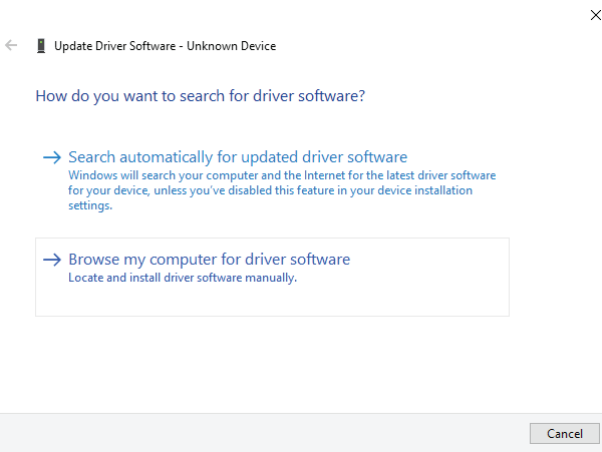 Update Driver Software - Unknown Device
How do you want to search for driver software?
Search automatically for updated driver software
Windows will search your computer and the Internet for the latest driver software
for your device, unless you've disabled this feature in your device installation
settings.
Browse my computer for driver software
Locate and install driver software manually.
Cancel